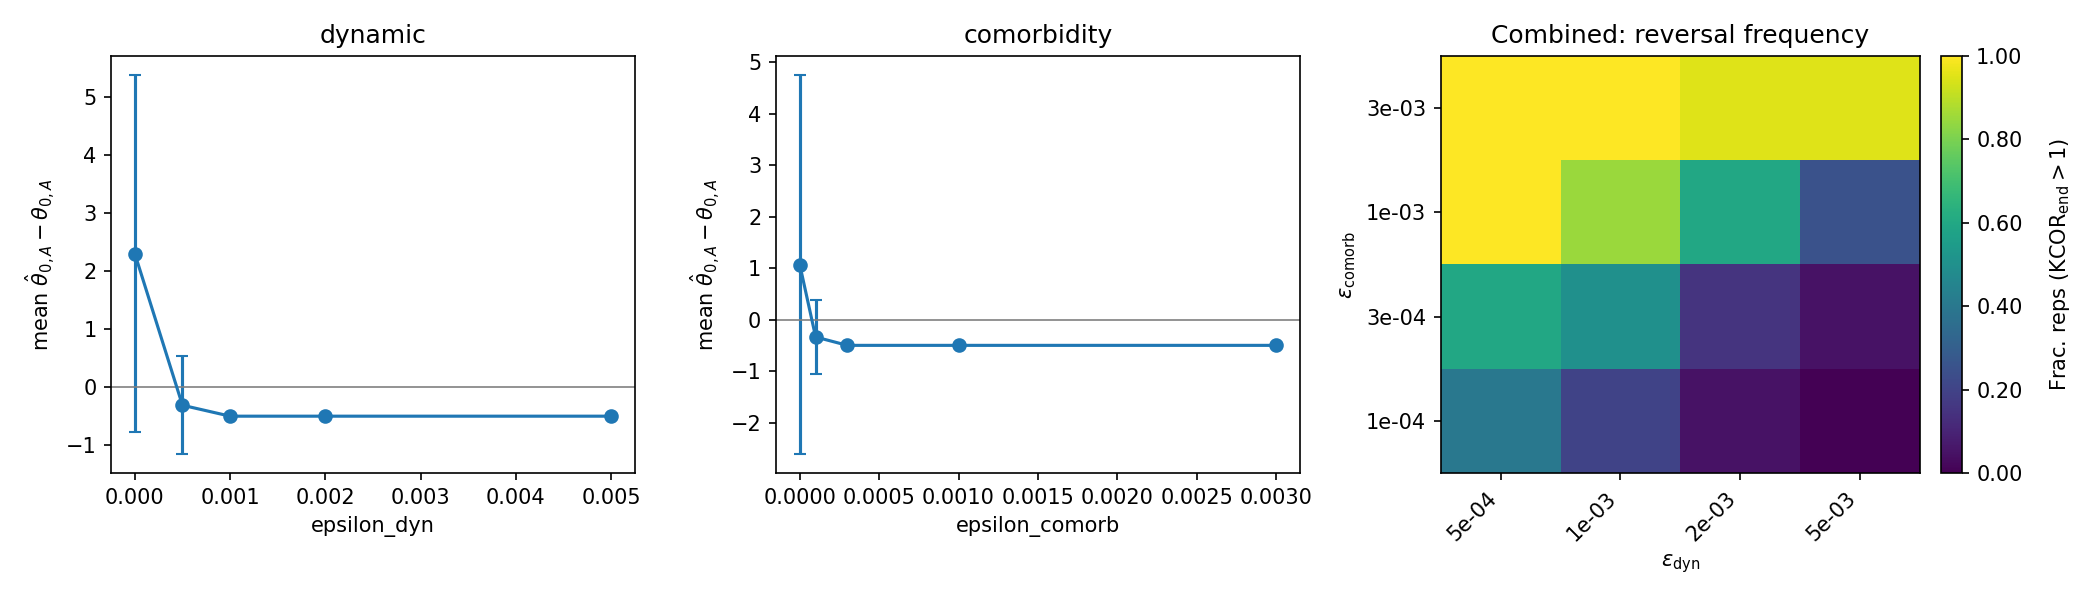 dynamic
mean θ̂₀,A − θ₀,A
5
4
3
2
1
0
−1
0.000 0.001 0.002 0.003 0.004 0.005
epsilon_dyn
comorbidity
mean θ̂₀,A − θ₀,A
5
4
3
2
1
0
−1
−2
0.0000 0.0005 0.0010 0.0015 0.0020 0.0025 0.0030
epsilon_comorb
Combined: reversal frequency
ε_comorb
3e-03
1e-03
3e-04
1e-04
5e-04 1e-03 2e-03 5e-03
ε_dyn
1.00
0.80
0.60
0.40
0.20
0.00
Frac. reps (KCOR_end > 1)